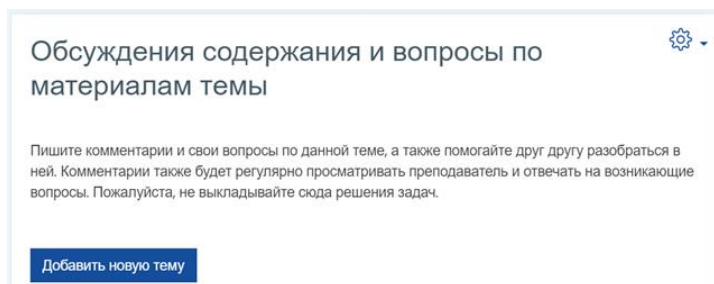 Обсуждения содержания и вопросы по
материалам темы
Пишите комментарии и свои вопросы по данной теме, а также помогайте друг другу разобраться в
ней. Комментарии также будет регулярно просматривать преподаватель и отвечать на возникающие
вопросы. Пожалуйста, не выкладывайте сюда решения задач.
Добавить новую тему